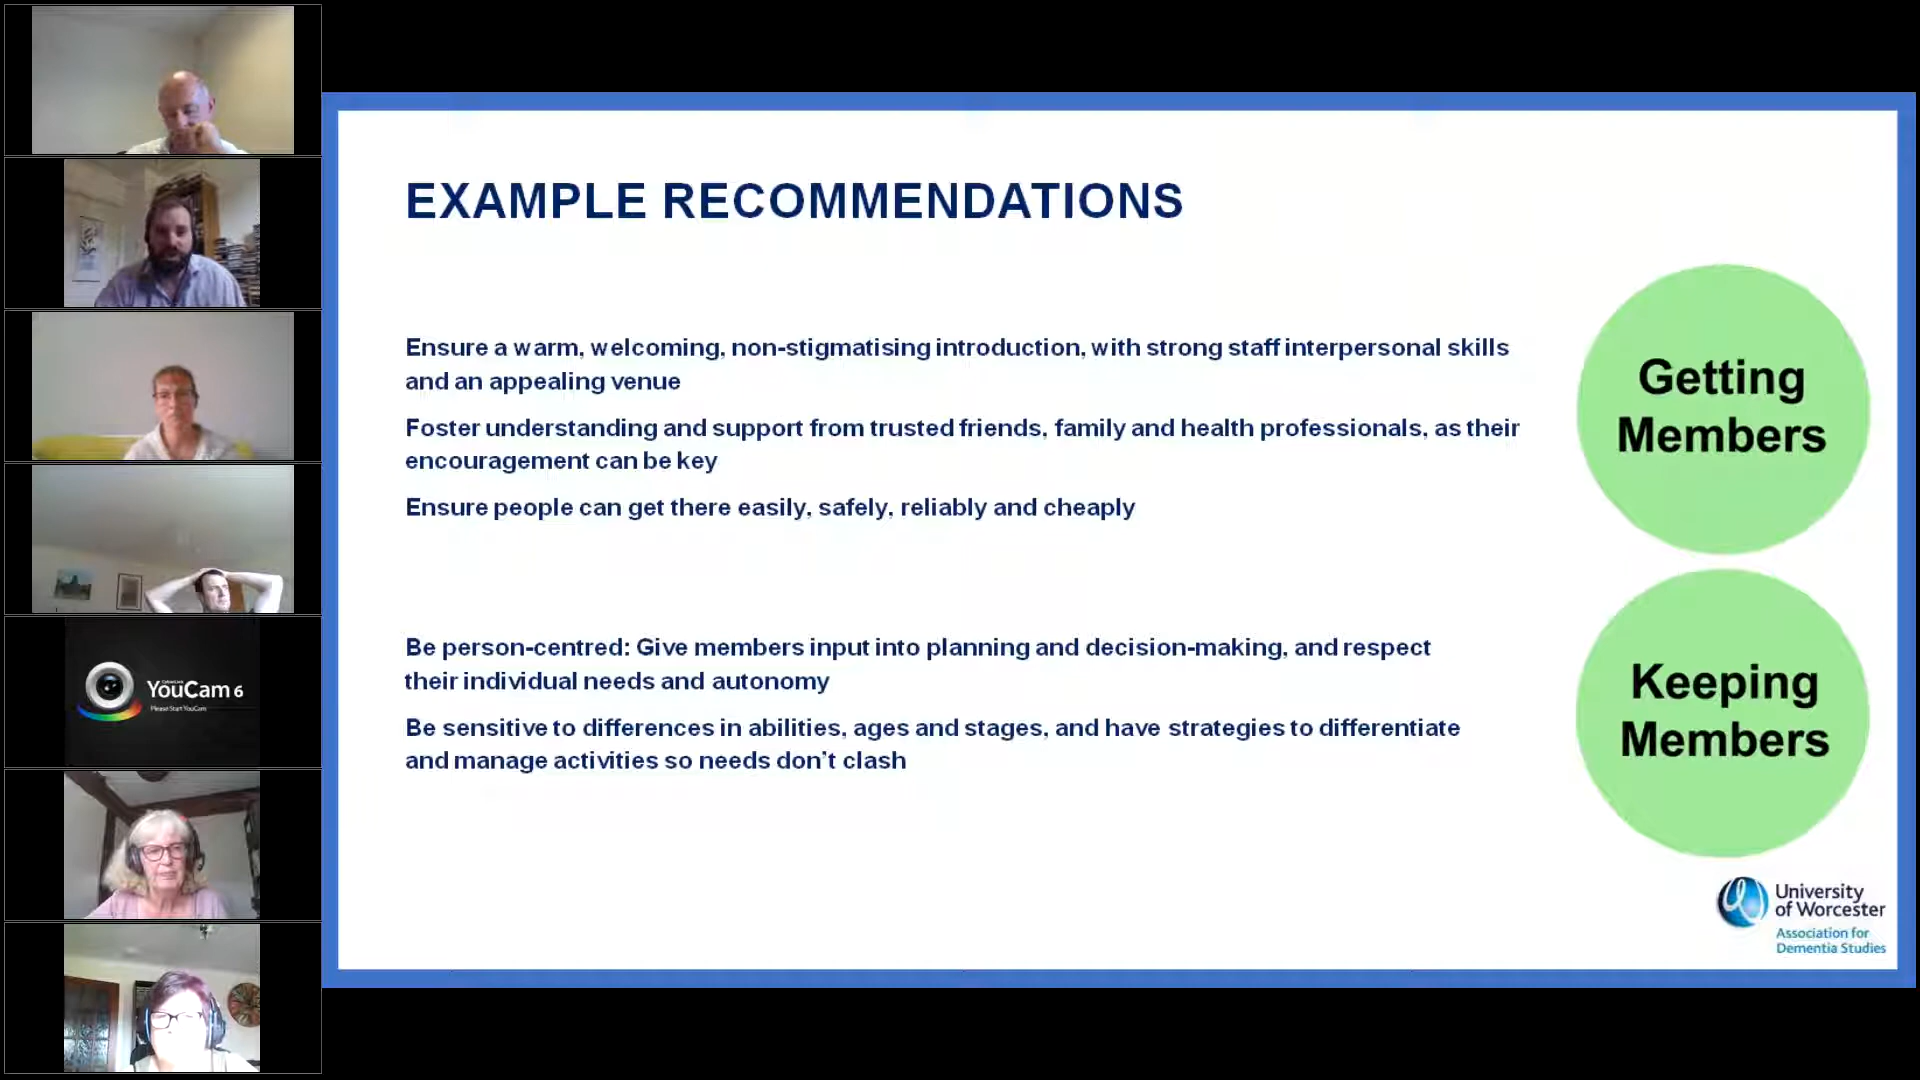 EXAMPLE RECOMMENDATIONS
Ensure a warm, welcoming, non-stigmatising introduction, with strong staff interpersonal skills
and an appealing venue
Foster understanding and support from trusted friends, family and health professionals, as their
encouragement can be key
Ensure people can get there easily, safely, reliably and cheaply
Getting
Members
Be person-centred: Give members input into planning and decision-making, and respect
their individual needs and autonomy
Be sensitive to differences in abilities, ages and stages, and have strategies to differentiate
and manage activities so needs don’t clash
Keeping
Members
University
of Worcester
Association for
Dementia Studies
YouCam 6
Please Start YouCam